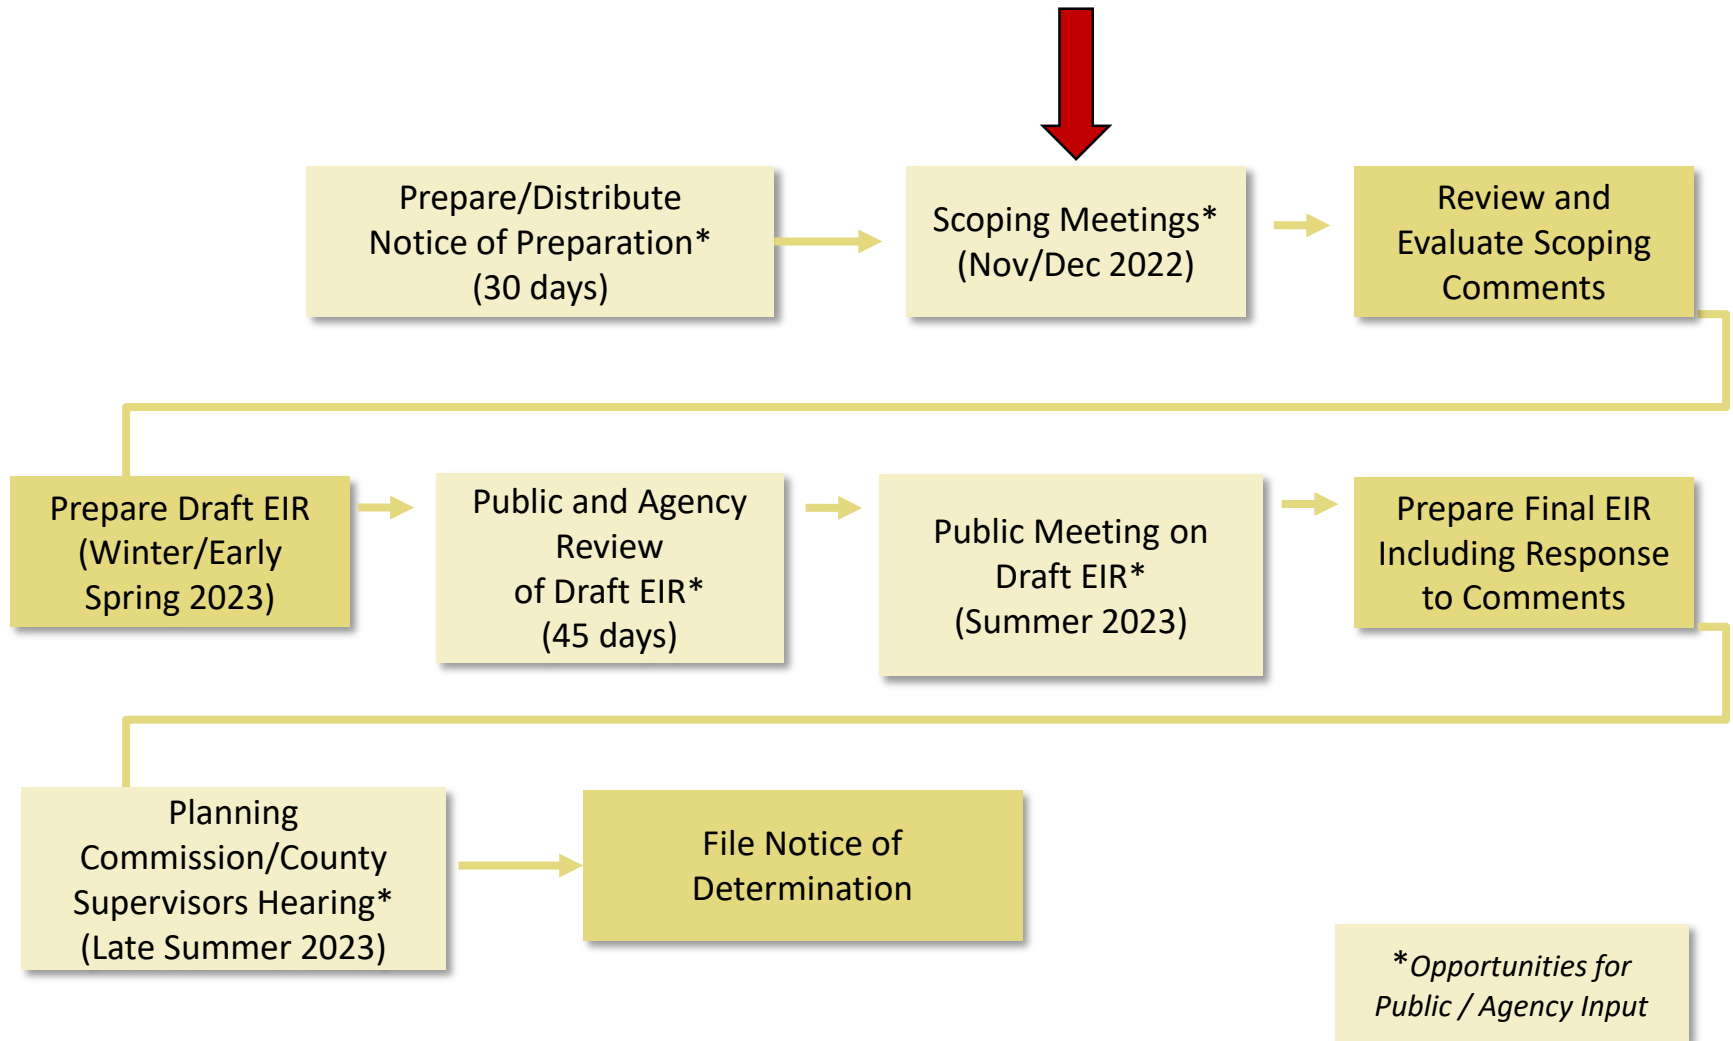 Prepare/Distribute
Notice of Preparation*
(30 days)
Scoping Meetings*
(Nov/Dec 2022)
Review and
Evaluate Scoping
Comments
Prepare Draft EIR
(Winter/Early
Spring 2023)
Public and Agency
Review
of Draft EIR*
(45 days)
Public Meeting on
Draft EIR*
(Summer 2023)
Prepare Final EIR
Including Response
to Comments
Planning
Commission/County
Supervisors Hearing*
(Late Summer 2023)
File Notice of
Determination
*Opportunities for
Public / Agency Input